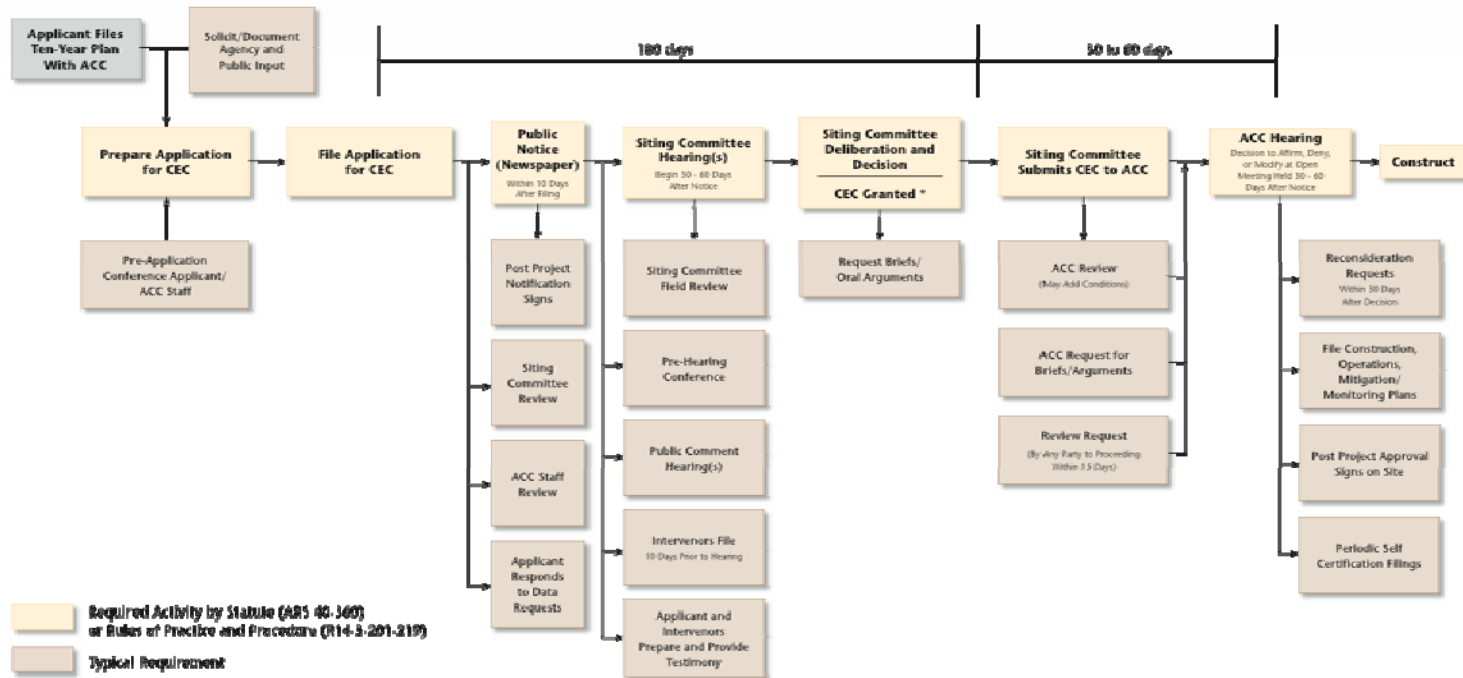 Applicant Files
Ten-Year Plan
With ACC
Solicit/Document
Agency and
Public Input
180 days
30 to 60 days
Prepare Application
for CEC
File Application
for CEC
Public
Notice
(Newspaper)
Within 10 Days
After Filing
Siting Committee
Hearing(s)
Begin 30 - 60 Days
After Notice
Siting Committee
Deliberation and
Decision
CEC Granted *
Siting Committee
Submits CEC to ACC
ACC Hearing
Decision to Affirm, Deny,
or Modify at Open
Meeting Held 30 - 60
Days After Notice
Construct
Pre-Application
Conference Applicant/
ACC Staff
Post Project
Notification
Signs
Siting
Committee
Review
ACC Staff
Review
Applicant
Responds
to Data
Requests
Siting Committee
Field Review
Pre-Hearing
Conference
Public Comment
Hearing(s)
Intervenors File
10 Days Prior to Hearing
Applicant and
Intervenors
Prepare and Provide
Testimony
Request Briefs/
Oral Arguments
ACC Review
(May Add Conditions)
ACC Request for
Briefs/Arguments
Review Request
(By Any Party to Proceeding
Within 15 Days)
Reconsideration
Requests
Within 30 Days
After Decision
File Construction,
Operations,
Mitigation/
Monitoring Plans
Post Project Approval
Signs on Site
Periodic Self
Certification Filings
Required Activity by Statute (ARS 40-360)
or Rules of Practice and Procedure (R14-3-201-219)
Typical Requirement